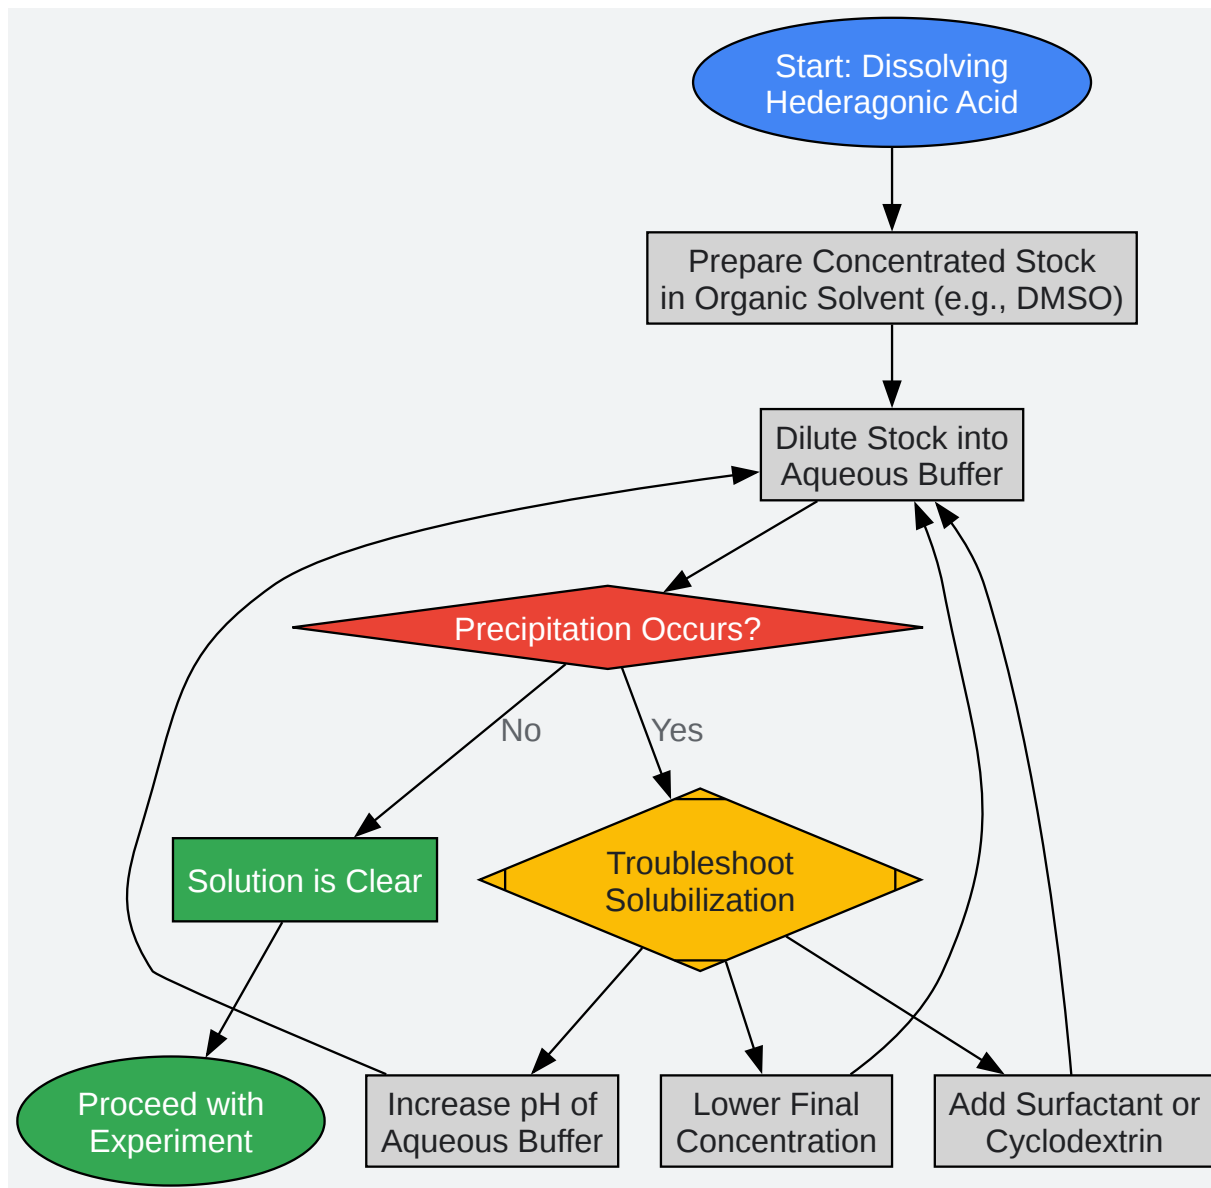 Start: Dissolving
Hederagonic Acid
Prepare Concentrated Stock
in Organic Solvent (e.g., DMSO)
Dilute Stock into
Aqueous Buffer
Precipitation Occurs?
No
Yes
Solution is Clear
Troubleshoot
Solubilization
Proceed with
Experiment
Increase pH of
Aqueous Buffer
Lower Final
Concentration
Add Surfactant or
Cyclodextrin